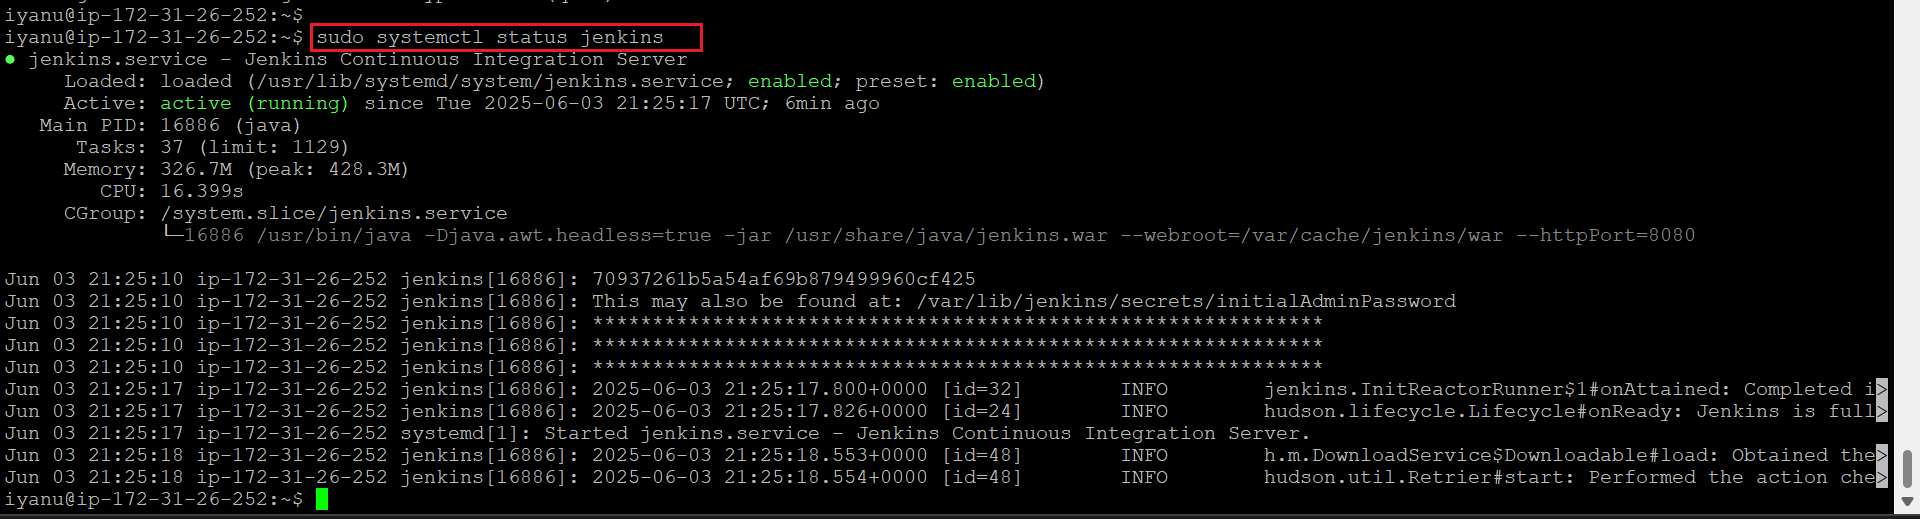 iyanu@ip-172-31-26-252:~$
iyanu@ip-172-31-26-252:~$ sudo systemctl status jenkins
● jenkins.service - Jenkins Continuous Integration Server
Loaded: loaded (/usr/lib/systemd/system/jenkins.service; enabled; preset: enabled)
Active: active (running) since Tue 2025-06-03 21:25:17 UTC; 6min ago
Main PID: 16886 (java)
Tasks: 37 (limit: 1129)
Memory: 326.7M (peak: 428.3M)
CPU: 16.399s
CGroup: /system.slice/jenkins.service
└─16886 /usr/bin/java -Djava.awt.headless=true -jar /usr/share/java/jenkins.war --webroot=/var/cache/jenkins/war --httpPort=8080
Jun 03 21:25:10 ip-172-31-26-252 jenkins[16886]: 70937261b5a54af69b879499960cf425
Jun 03 21:25:10 ip-172-31-26-252 jenkins[16886]: This may also be found at: /var/lib/jenkins/secrets/initialAdminPassword
Jun 03 21:25:10 ip-172-31-26-252 jenkins[16886]: *************************************************************
Jun 03 21:25:10 ip-172-31-26-252 jenkins[16886]: *************************************************************
Jun 03 21:25:10 ip-172-31-26-252 jenkins[16886]: *************************************************************
Jun 03 21:25:17 ip-172-31-26-252 jenkins[16886]: 2025-06-03 21:25:17.800+0000 [id=32] INFO jenkins.InitReactorRunner$1#onAttained: Completed i>
Jun 03 21:25:17 ip-172-31-26-252 jenkins[16886]: 2025-06-03 21:25:17.826+0000 [id=24] INFO hudson.lifecycle.Lifecycle#onReady: Jenkins is full>
Jun 03 21:25:17 ip-172-31-26-252 systemd[1]: Started jenkins.service - Jenkins Continuous Integration Server.
Jun 03 21:25:18 ip-172-31-26-252 jenkins[16886]: 2025-06-03 21:25:18.553+0000 [id=48] INFO h.m.DownloadService$Downloadable#load: Obtained the>
Jun 03 21:25:18 ip-172-31-26-252 jenkins[16886]: 2025-06-03 21:25:18.554+0000 [id=48] INFO hudson.util.Retrier#start: Performed the action che>
iyanu@ip-172-31-26-252:~$